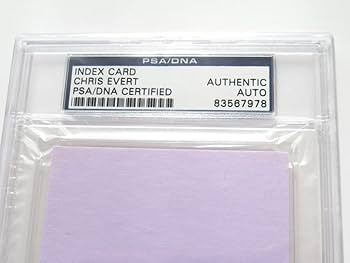 PSA/DNA
INDEX CARD
CHRIS EVERT
PSA/DNA CERTIFIED
AUTHENTIC
AUTO
83567978